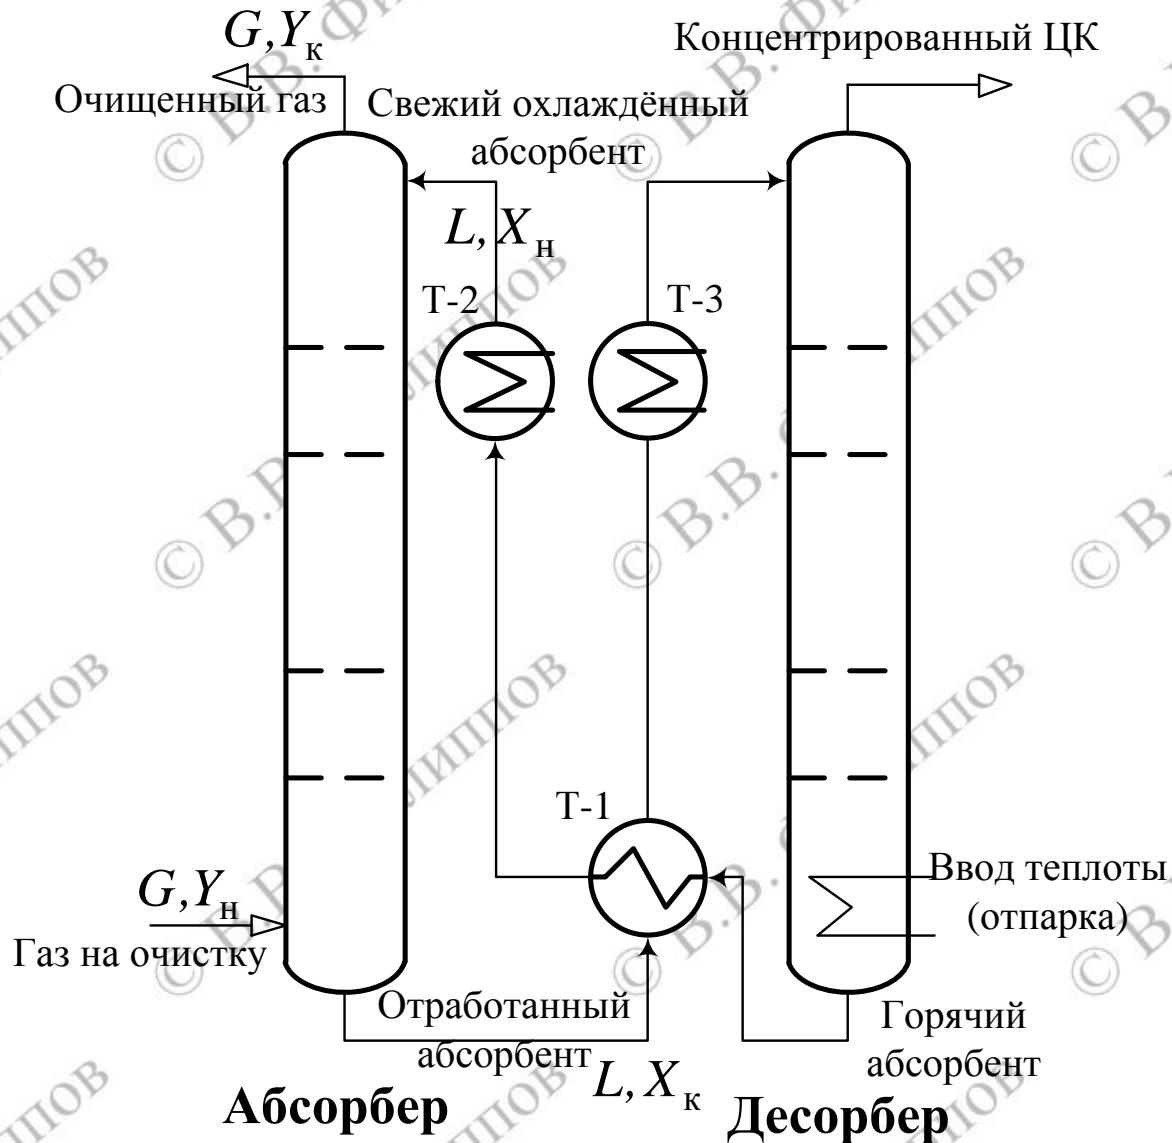 G,Yк
Очищенный газ
Концентрированный ЦК
Свежий охлаждённый
абсорбент
L, Xн
Т-2
Т-3
Т-1
G,Yн
Газ на очистку
Ввод теплоты
(отпарка)
Отработанный
абсорбент
L, Xк
Горячий
абсорбент
Абсорбер
Десорбер
© В.В. Филиппов